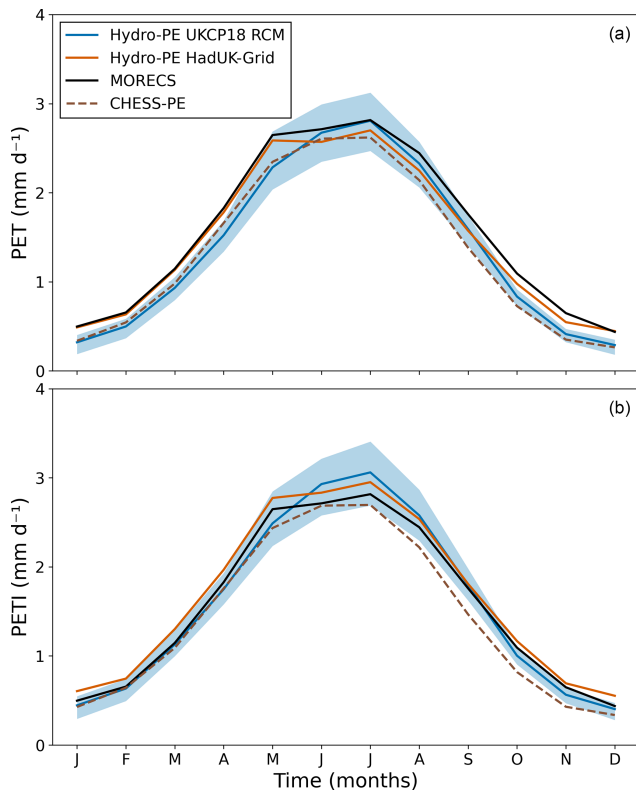 4
(a)
Hydro-PE UKCP18 RCM
Hydro-PE HadUK-Grid
MORECS
CHESS-PE
3
2
1
0
PET (mm d⁻¹)
4
(b)
3
2
1
0
PETI (mm d⁻¹)
J F M A M J J A S O N D
Time (months)